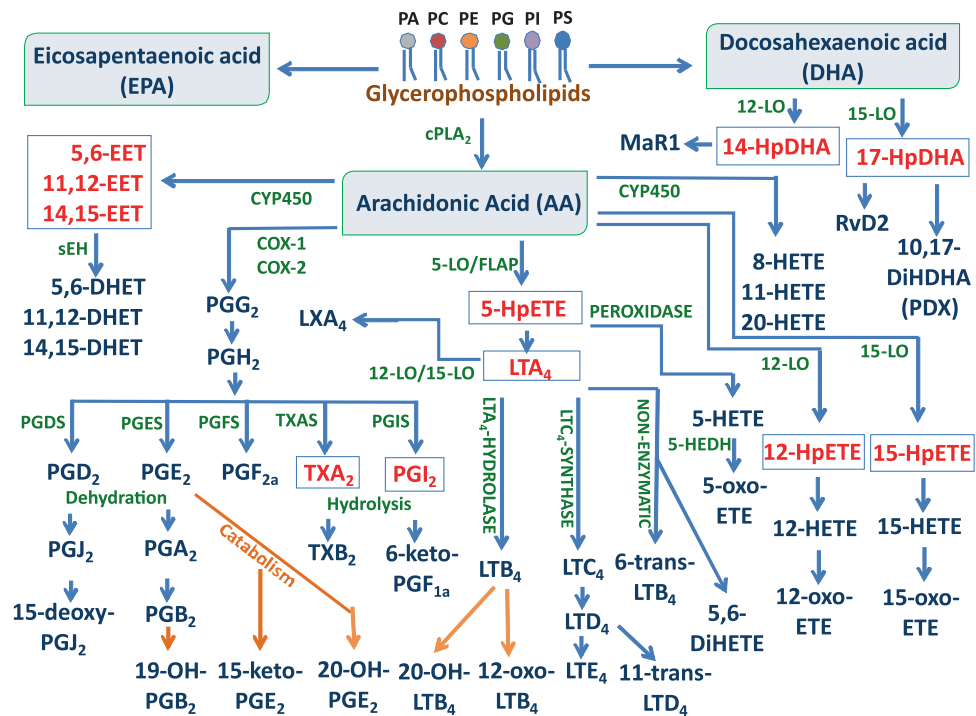 PA PC PE PG PI PS
Eicosapentaenoic acid
(EPA)
Glycerophospholipids
Docosahexaenoic acid
(DHA)
cPLA₂
12-LO
15-LO
MaR1
14-HpDHA
17-HpDHA
RvD2
10,17-
DiHDHA
(PDX)
5,6-EET
11,12-EET
14,15-EET
CYP450
Arachidonic Acid (AA)
CYP450
sEH
5,6-DHET
11,12-DHET
14,15-DHET
COX-1
COX-2
PGG₂
PGH₂
5-LO/FLAP
8-HETE
11-HETE
20-HETE
LXA₄
5-HpETE
PEROXIDASE
12-LO/15-LO
LTA₄
12-LO
15-LO
PGDS
PGES
PGFS
TXAS
PGIS
LTA₄-HYDROLASE
LTC₄-SYNTHASE
NON-ENZYMATIC
5-HETE
5-HEDH
5-oxo-
ETE
12-HpETE
15-HpETE
PGD₂
PGE₂
PGF₂ₐ
TXA₂
PGI₂
Dehydration
Hydrolysis
Catabolism
12-HETE
15-HETE
PGJ₂
PGA₂
TXB₂
6-keto-
PGF₁ₐ
LTB₄
LTC₄
6-trans-
LTB₄
12-oxo-
ETE
15-oxo-
ETE
15-deoxy-
PGJ₂
PGB₂
LTD₄
5,6-
DiHETE
19-OH-
PGB₂
15-keto-
PGE₂
20-OH-
PGE₂
20-OH-
LTB₄
12-oxo-
LTB₄
LTE₄
11-trans-
LTD₄